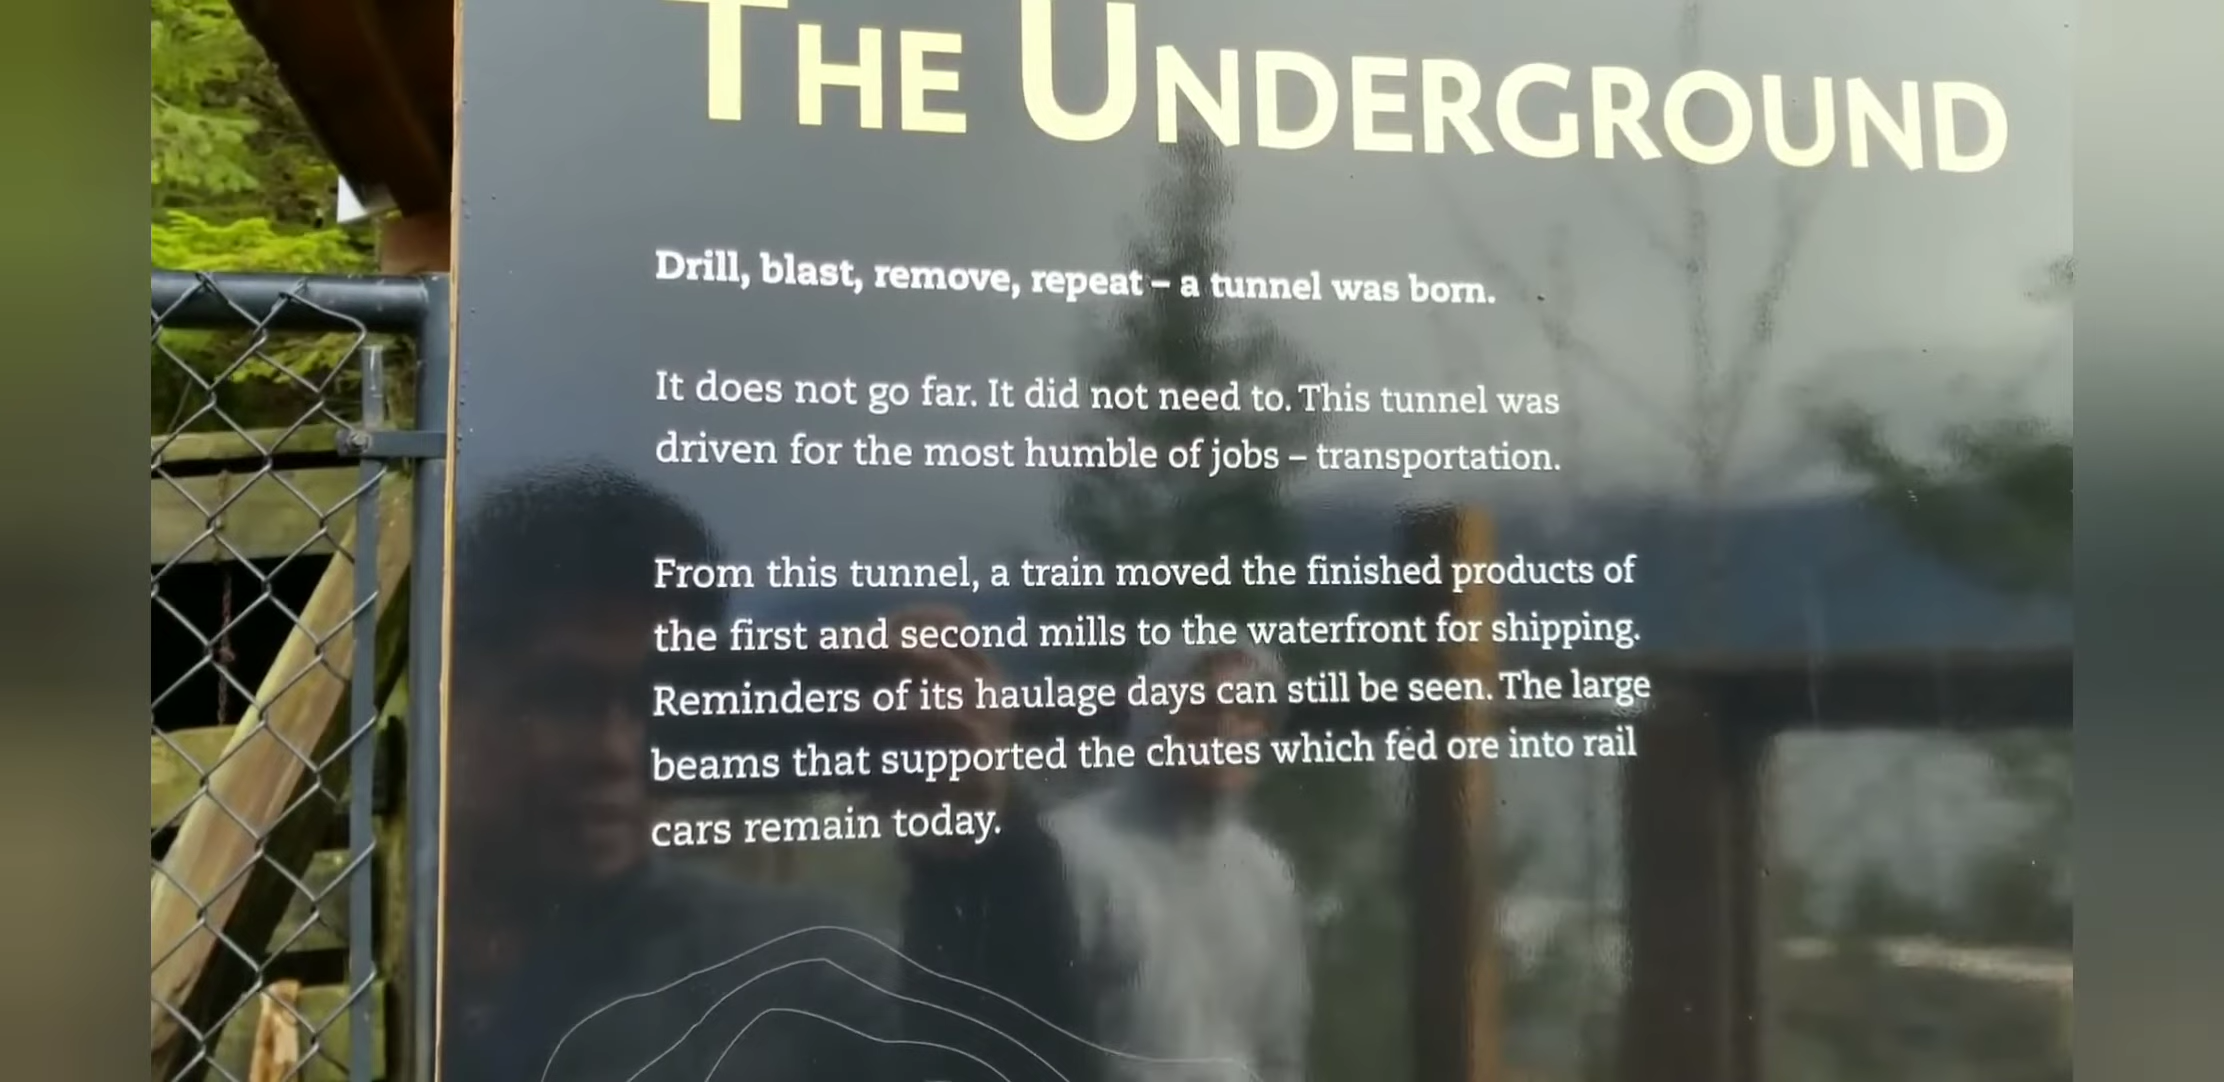 THE UNDERGROUND
Drill, blast, remove, repeat – a tunnel was born.
It does not go far. It did not need to. This tunnel was
driven for the most humble of jobs – transportation.
From this tunnel, a train moved the finished products of
the first and second mills to the waterfront for shipping.
Reminders of its haulage days can still be seen. The large
beams that supported the chutes which fed ore into rail
cars remain today.